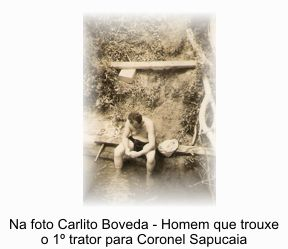 Na foto Carlito Boveda - Homem que trouxe
o 1º trator para Coronel Sapucaia